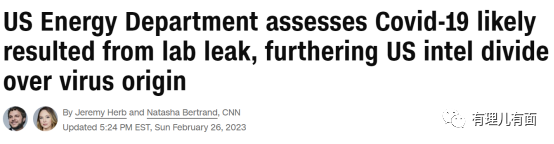 US Energy Department assesses Covid-19 likely
resulted from lab leak, furthering US intel divide
over virus origin
By Jeremy Herb and Natasha Bertrand, CNN
Updated 5:24 PM EST, Sun February 26, 2023
有理儿有面